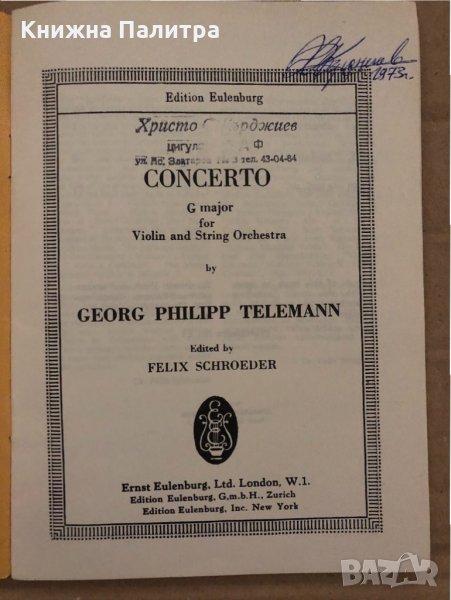 Книжна Палитра
1973г.
Edition Eulenburg
Христо
цигул Ф
тел. 43-04-64
CONCERTO
G major
for
Violin and String Orchestra
by
GEORG PHILIPP TELEMANN
Edited by
FELIX SCHROEDER
Ernst Eulenburg, Ltd. London, W.1.
Edition Eulenburg, G.m.b.H., Zurich
Edition Eulenburg, Inc. New York
BAZAR